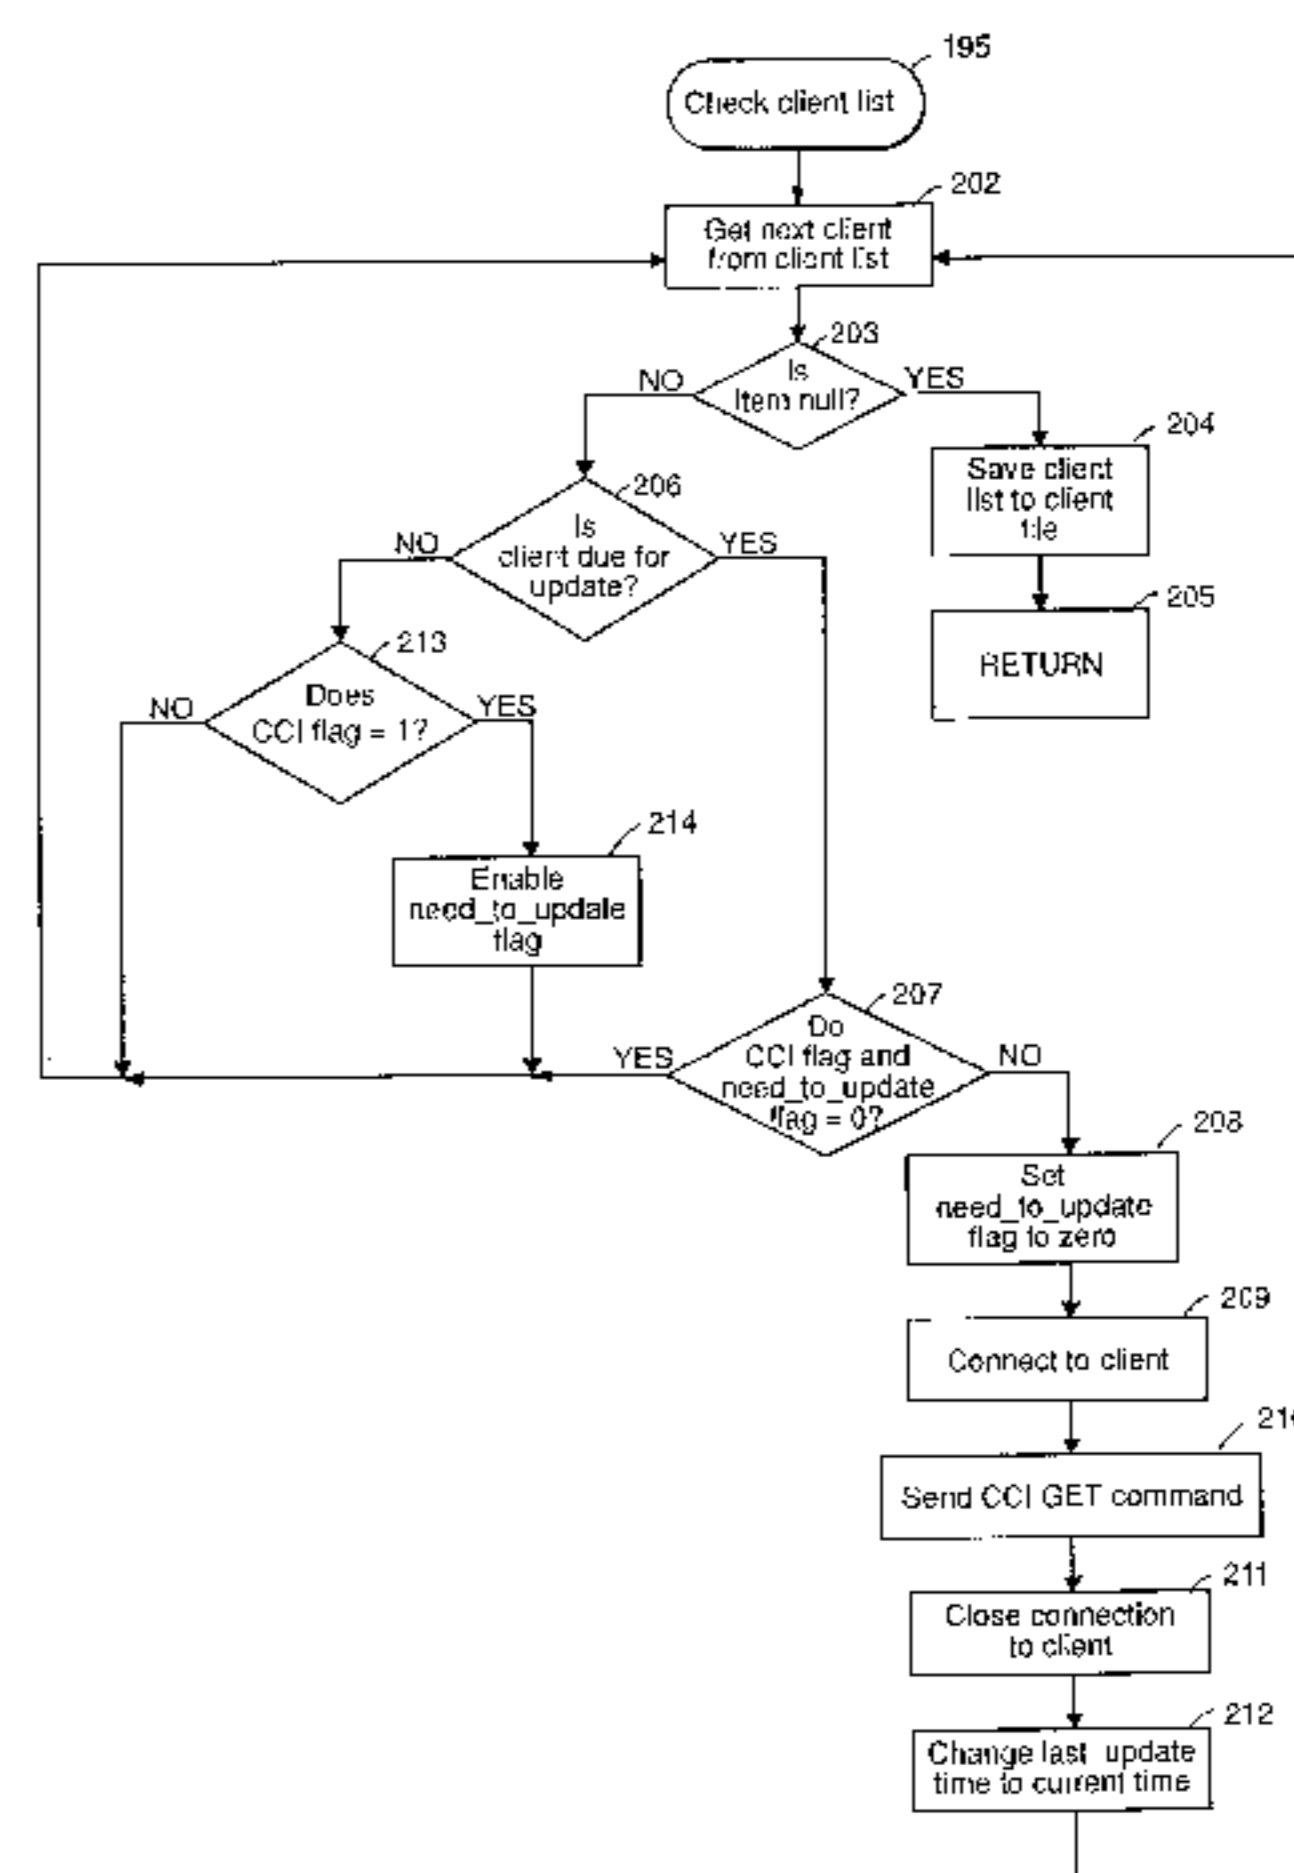 195
Check client list
202
Get next client
from client list
203
Is
Item null?
NO
YES
204
Save client
list to client
file
206
Is
client due for
update?
NO
YES
205
RETURN
213
Does
CCI flag = 1?
NO
YES
214
Enable
need_to_update
flag
207
Do
CCI flag and
need_to_update
flag = 0?
YES
NO
208
Set
need_to_update
flag to zero
209
Connect to client
Send CCI GET command
211
Close connection
to client
212
Change last_update
time to current time